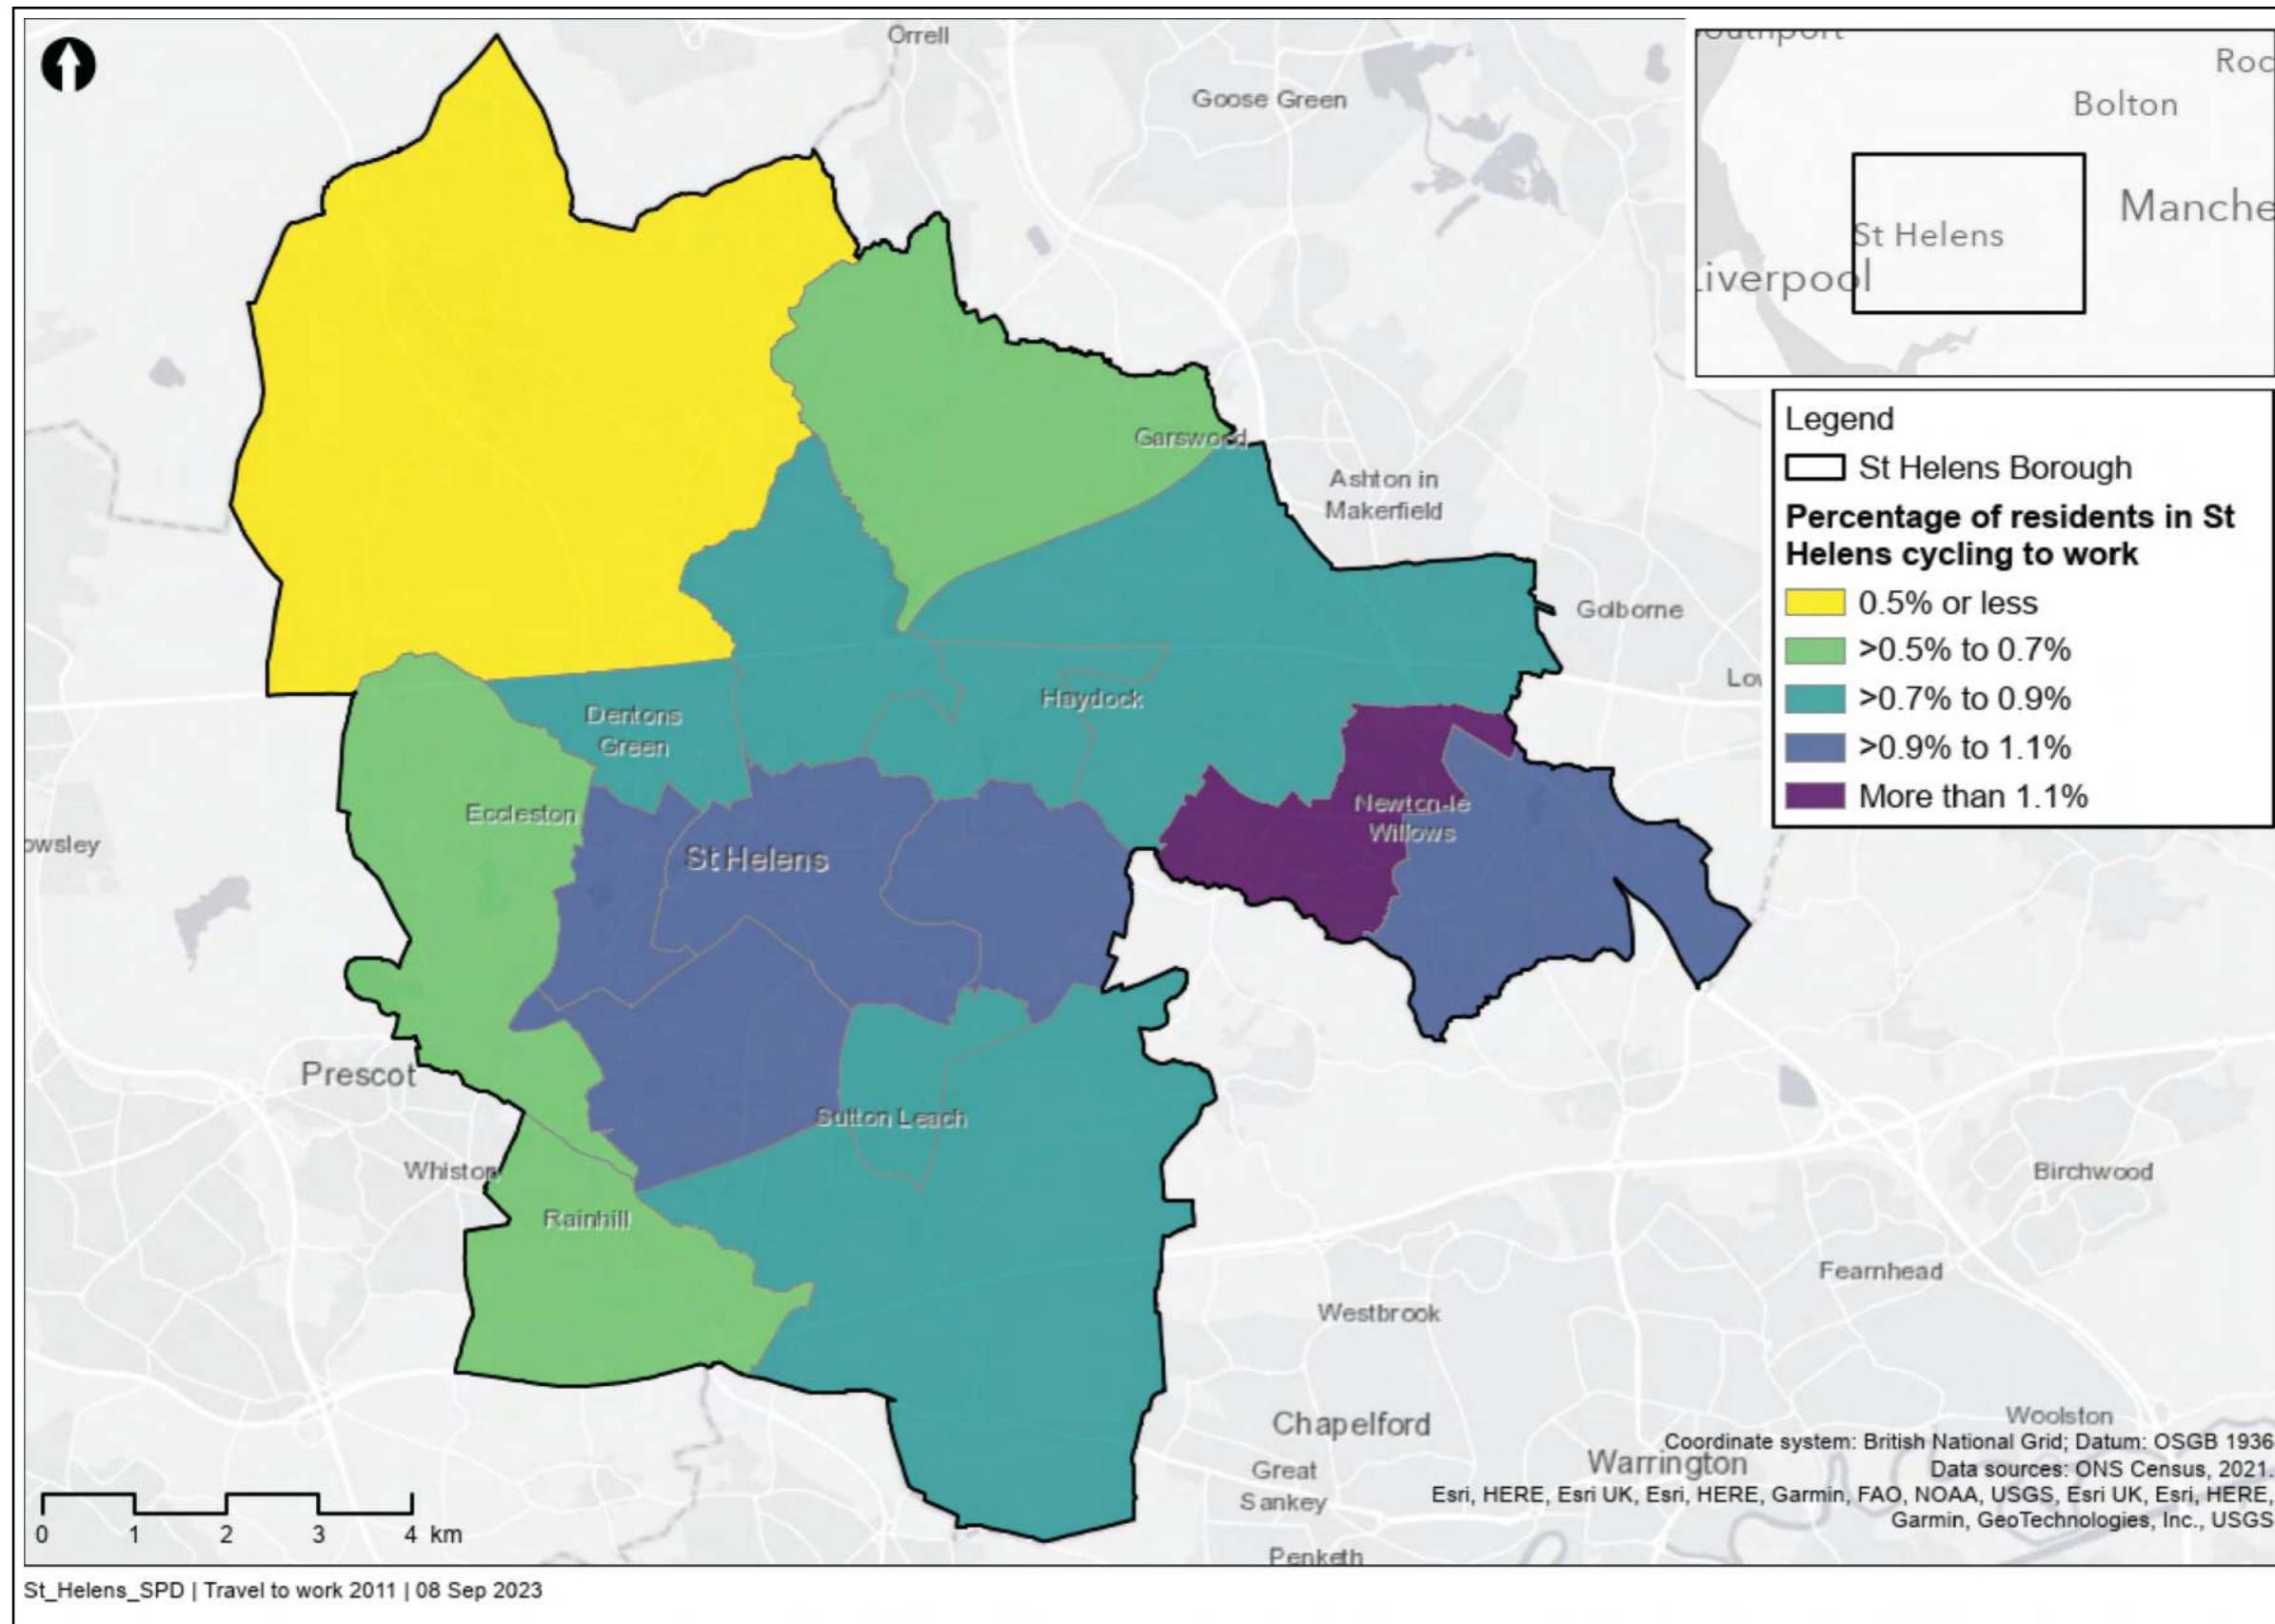 Orrell
Goose Green
Garswood
Ashton in
Makerfield
Golborne
Haydock
Dentons
Green
Eccleston
St Helens
Newton-le
Willows
Prescot
Whiston
Rainhill
Sutton Leach
Birchwood
Fearnhead
Westbrook
Chapelford
Great
Sankey
Warrington
Woolston
Penketh
Bolton
Manche
St Helens
iverpool
Roc
Legend
St Helens Borough
Percentage of residents in St
Helens cycling to work
0.5% or less
>0.5% to 0.7%
>0.7% to 0.9%
>0.9% to 1.1%
More than 1.1%
Coordinate system: British National Grid; Datum: OSGB 1936
Data sources: ONS Census, 2021.
Esri, HERE, Esri UK, Esri, HERE, Garmin, FAO, NOAA, USGS, Esri UK, Esri, HERE,
Garmin, GeoTechnologies, Inc., USGS
0 1 2 3 4 km
St_Helens_SPD | Travel to work 2011 | 08 Sep 2023